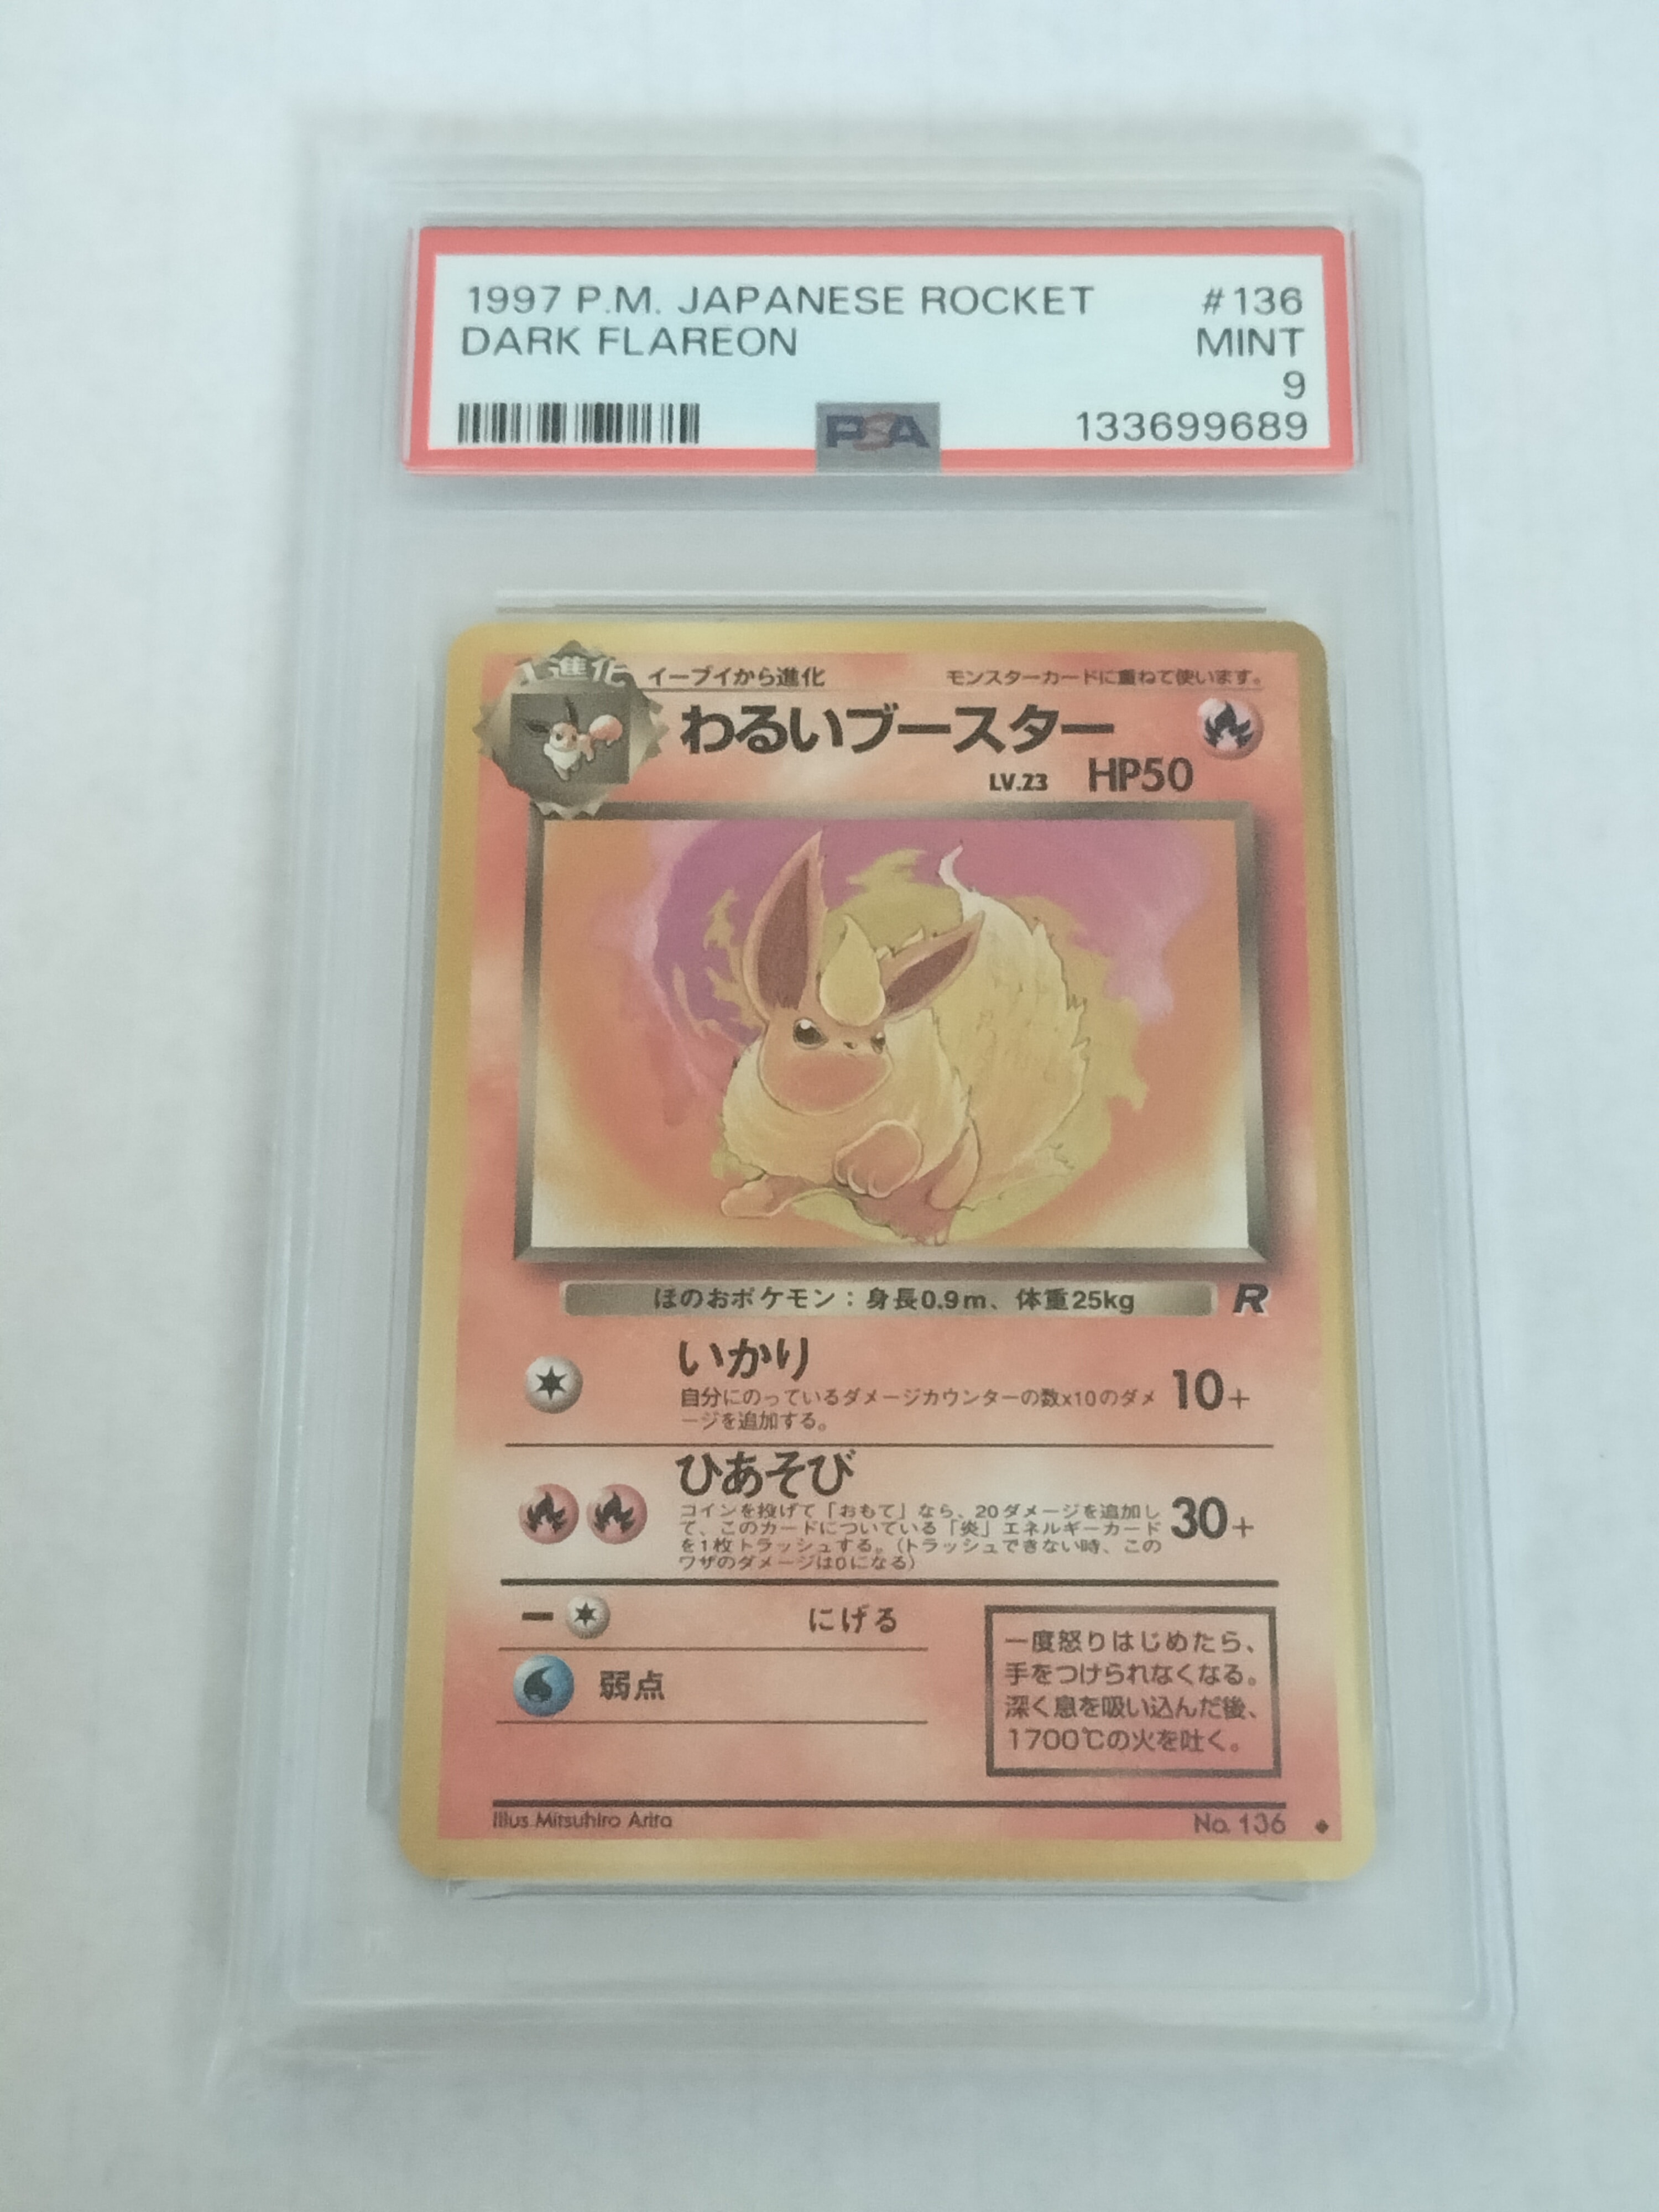 1997 P.M. JAPANESE ROCKET #136
DARK FLAREON MINT
9
PSA 133699689
1進化 イーブイから進化 モンスターカードに重ねて使います。
わるいブースター
LV.23 HP50
ほのおポケモン：身長0.9m、体重25kg R
いかり
自分にのっているダメージカウンターの数x10のダメ
ージを追加する。
10+
ひあそび
コインを投げて「おもて」なら、20ダメージを追加し
て、このカードについている「炎」エネルギーカード
を1枚トラッシュする。(トラッシュできない時、この
ワザのダメージは0になる)
30+
ー にげる
弱点
一度怒りはじめたら、
手をつけられなくなる。
深く息を吸い込んだ後、
1700℃の火を吐く。
Illus. Mitsuhiro Arita No. 136